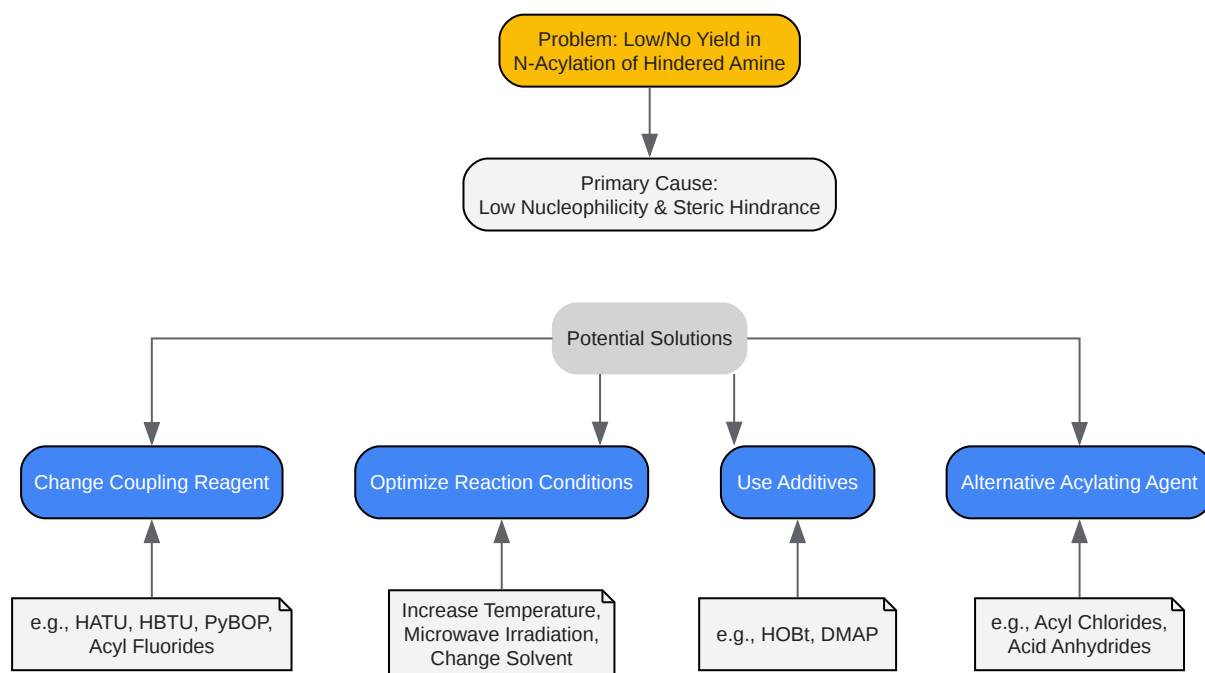 Problem: Low/No Yield in
N-Acylation of Hindered Amine
Primary Cause:
Low Nucleophilicity & Steric Hindrance
Potential Solutions
Change Coupling Reagent
Optimize Reaction Conditions
Use Additives
Alternative Acylating Agent
e.g., HATU, HBTU, PyBOP,
Acyl Fluorides
Increase Temperature,
Microwave Irradiation,
Change Solvent
e.g., HOBt, DMAP
e.g., Acyl Chlorides,
Acid Anhydrides